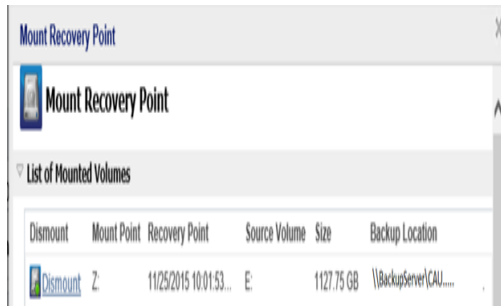 Mount Recovery Point
Mount Recovery Point
List of Mounted Volumes
Dismount Mount Point Recovery Point Source Volume Size Backup Location
Dismount Z: 11/25/2015 10:01:53... E: 1127.75 GB \\BackupServer\CAU.....